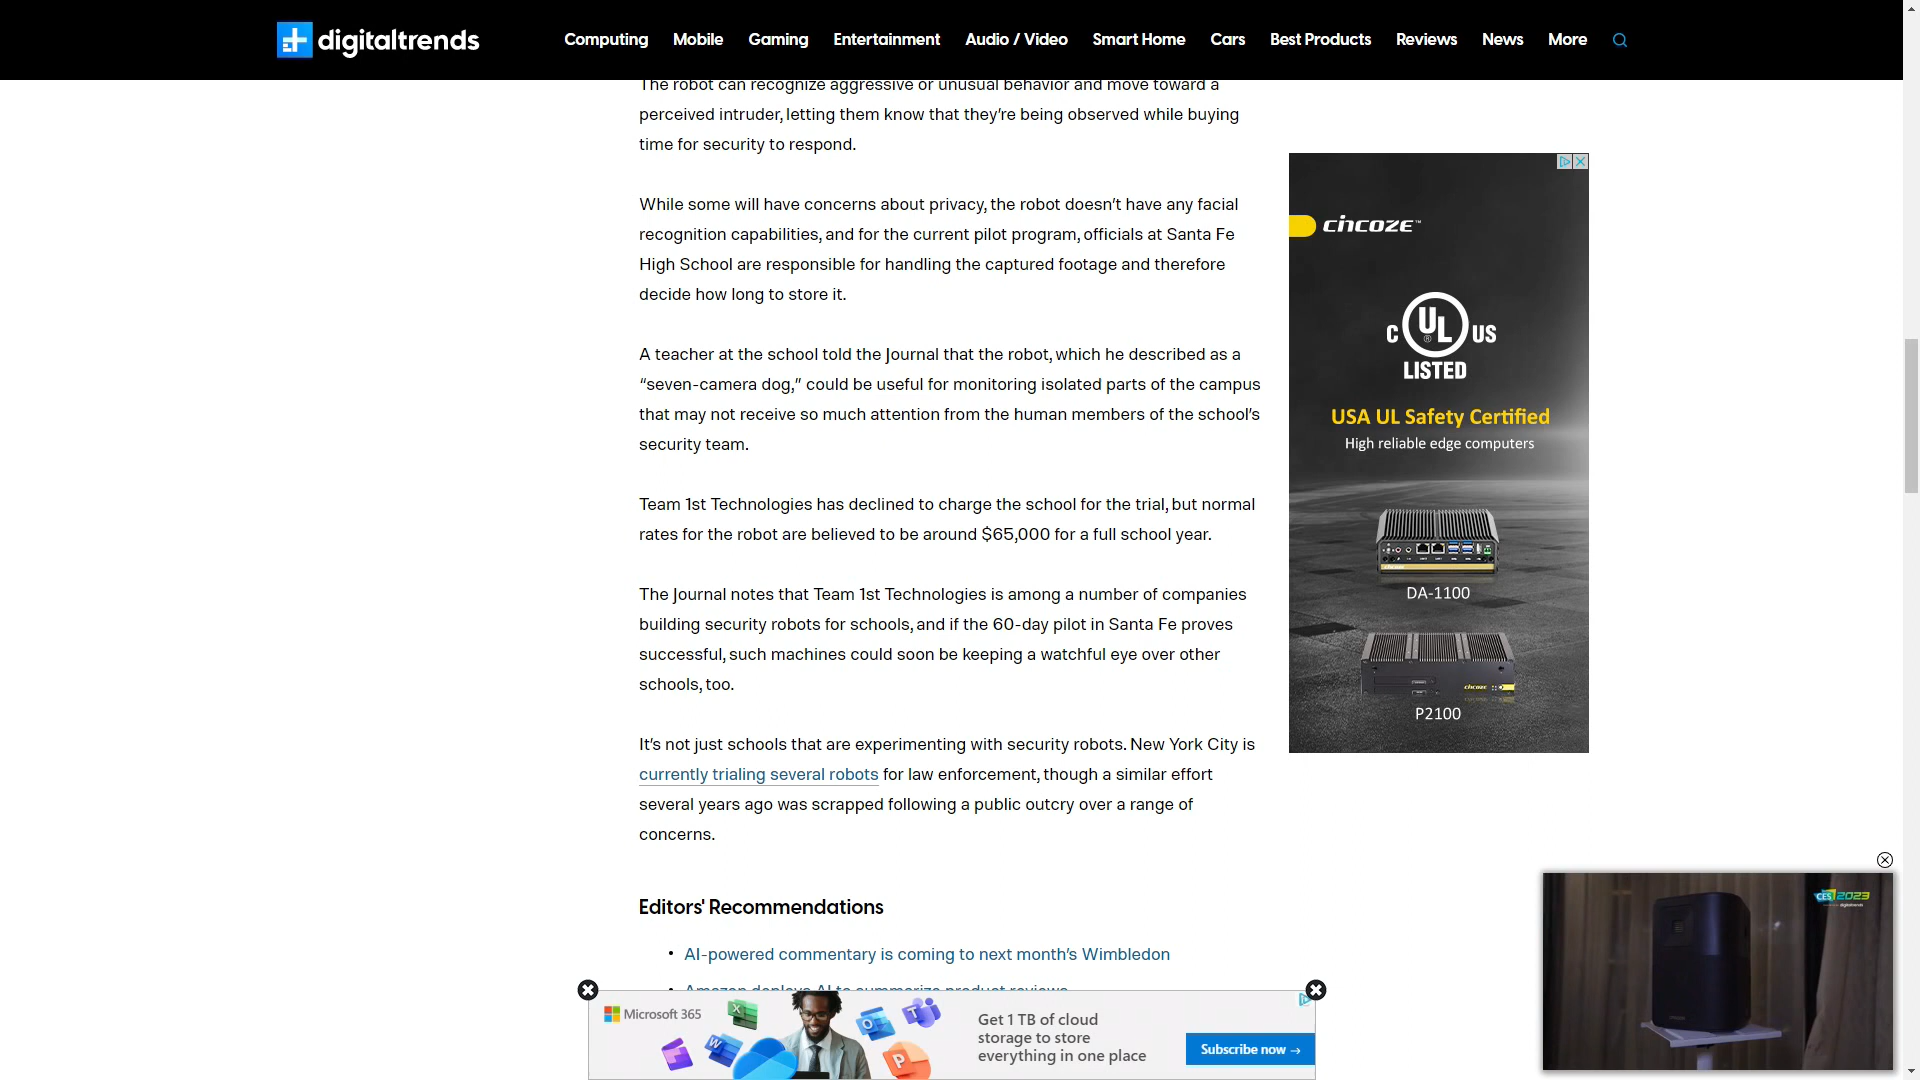 digitaltrends
Computing Mobile Gaming Entertainment Audio / Video Smart Home Cars Best Products Reviews News More
The robot can recognize aggressive or unusual behavior and move toward a
perceived intruder, letting them know that they’re being observed while buying
time for security to respond.
While some will have concerns about privacy, the robot doesn’t have any facial
recognition capabilities, and for the current pilot program, officials at Santa Fe
High School are responsible for handling the captured footage and therefore
decide how long to store it.
A teacher at the school told the Journal that the robot, which he described as a
“seven-camera dog,” could be useful for monitoring isolated parts of the campus
that may not receive so much attention from the human members of the school’s
security team.
Team 1st Technologies has declined to charge the school for the trial, but normal
rates for the robot are believed to be around $65,000 for a full school year.
The Journal notes that Team 1st Technologies is among a number of companies
building security robots for schools, and if the 60-day pilot in Santa Fe proves
successful, such machines could soon be keeping a watchful eye over other
schools, too.
It’s not just schools that are experimenting with security robots. New York City is
currently trialing several robots for law enforcement, though a similar effort
several years ago was scrapped following a public outcry over a range of
concerns.
Editors' Recommendations
• AI-powered commentary is coming to next month’s Wimbledon
• Amazon deploys AI to summarize product reviews
cincoze™
C UL® US
LISTED
USA UL Safety Certified
High reliable edge computers
DA-1100
cincoze
P2100
CES 2023
digitaltrends
Microsoft 365
Get 1 TB of cloud
storage to store
everything in one place
Subscribe now →